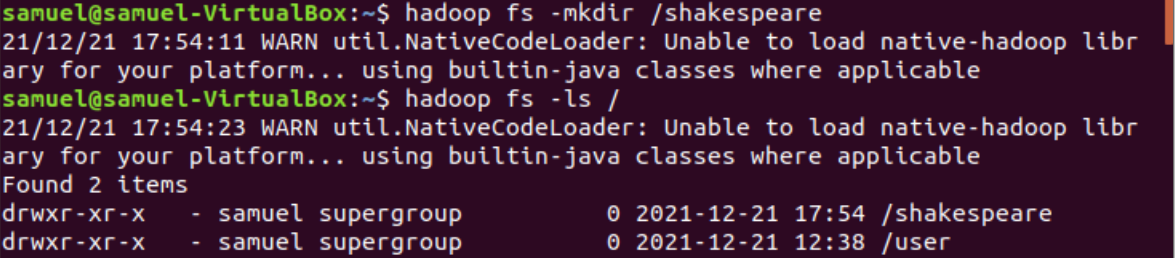 samuel@samuel-VirtualBox:~$ hadoop fs -mkdir /shakespeare
21/12/21 17:54:11 WARN util.NativeCodeLoader: Unable to load native-hadoop libr
ary for your platform... using builtin-java classes where applicable
samuel@samuel-VirtualBox:~$ hadoop fs -ls /
21/12/21 17:54:23 WARN util.NativeCodeLoader: Unable to load native-hadoop libr
ary for your platform... using builtin-java classes where applicable
Found 2 items
drwxr-xr-x   - samuel supergroup          0 2021-12-21 17:54 /shakespeare
drwxr-xr-x   - samuel supergroup          0 2021-12-21 12:38 /user